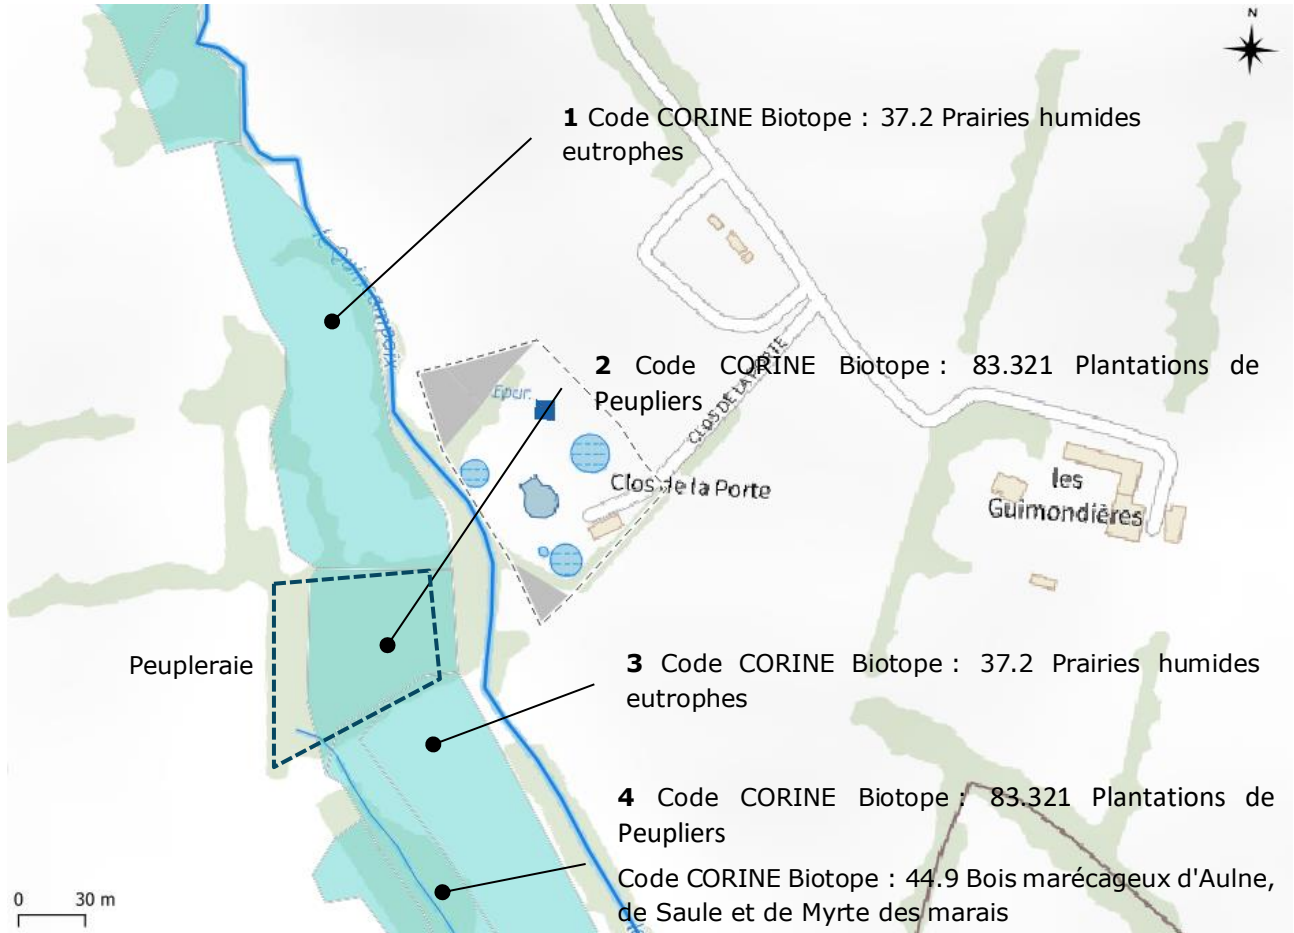 N
1 Code CORINE Biotope : 37.2 Prairies humides
eutrophes
le Quincampoix
2 Code CORINE Biotope : 83.321 Plantations de
Peupliers
Epur.
CLOS DE LA PORTE
Clos de la Porte
les
Guimondières
Peupleraie
3 Code CORINE Biotope : 37.2 Prairies humides
eutrophes
4 Code CORINE Biotope : 83.321 Plantations de
Peupliers
Code CORINE Biotope : 44.9 Bois marécageux d'Aulne,
de Saule et de Myrte des marais
0 30 m